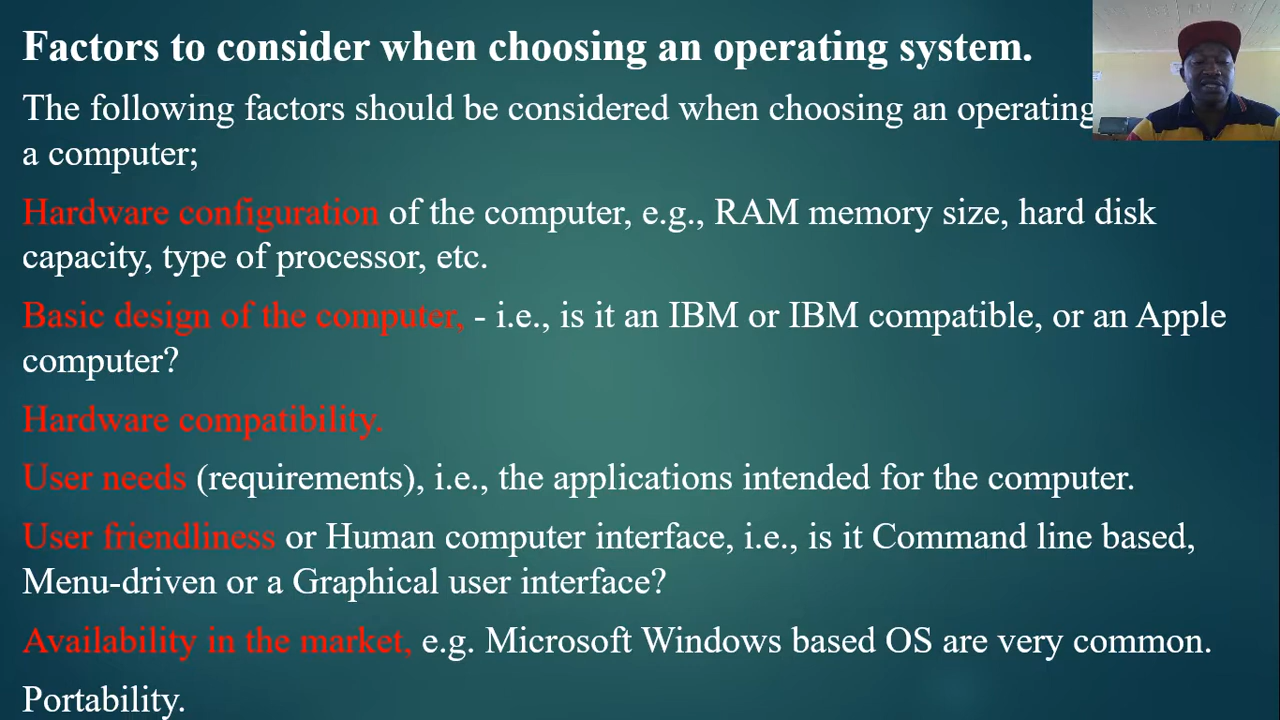 Factors to consider when choosing an operating system.
The following factors should be considered when choosing an operating
a computer;
Hardware configuration of the computer, e.g., RAM memory size, hard disk
capacity, type of processor, etc.
Basic design of the computer, - i.e., is it an IBM or IBM compatible, or an Apple
computer?
Hardware compatibility.
User needs (requirements), i.e., the applications intended for the computer.
User friendliness or Human computer interface, i.e., is it Command line based,
Menu-driven or a Graphical user interface?
Availability in the market, e.g. Microsoft Windows based OS are very common.
Portability.